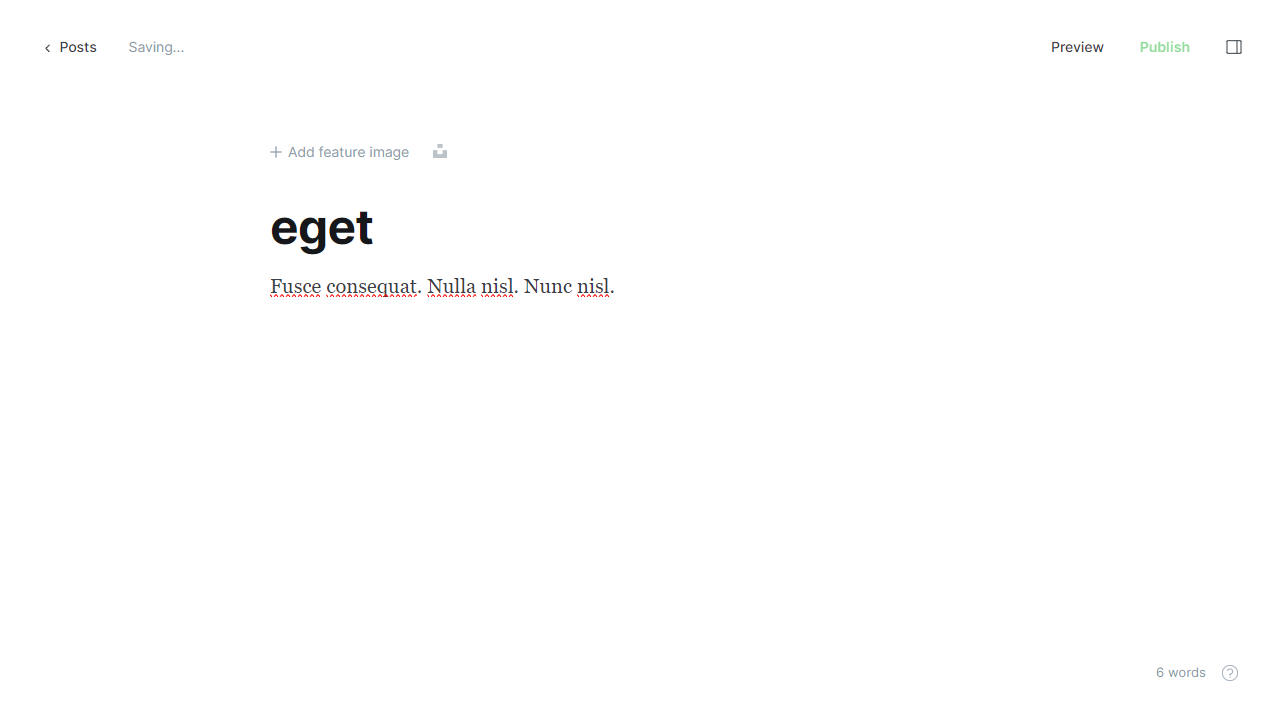 Posts
Saving...
Preview
Publish
Add feature image
eget
Fusce consequat. Nulla nisl. Nunc nisl.
6 words